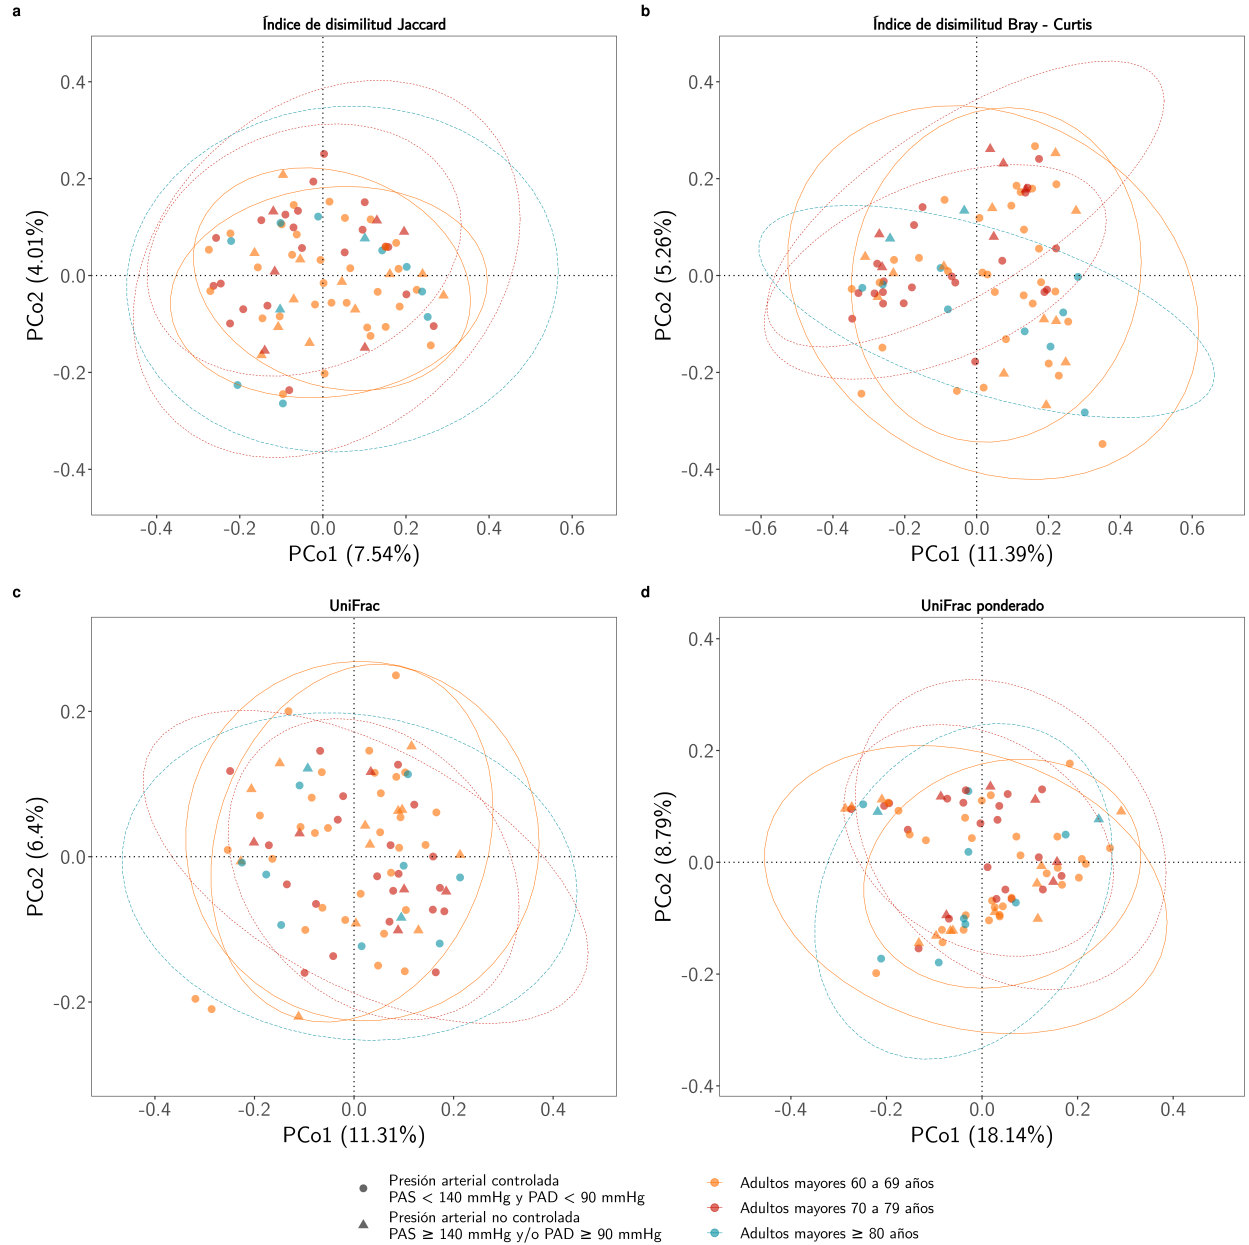 a
Índice de disimilitud Jaccard
0.4
0.2
0.0
-0.2
-0.4
PCo2 (4.01%)
-0.4
-0.2
0.0
0.2
0.4
0.6
PCo1 (7.54%)
b
Índice de disimilitud Bray - Curtis
0.4
0.2
0.0
-0.2
-0.4
PCo2 (5.26%)
-0.6
-0.4
-0.2
0.0
0.2
0.4
0.6
PCo1 (11.39%)
c
UniFrac
0.2
0.0
-0.2
PCo2 (6.4%)
-0.4
-0.2
0.0
0.2
0.4
PCo1 (11.31%)
d
UniFrac ponderado
0.4
0.2
0.0
-0.2
-0.4
PCo2 (8.79%)
-0.4
-0.2
0.0
0.2
0.4
PCo1 (18.14%)
Presión arterial controlada
PAS < 140 mmHg y PAD < 90 mmHg
Presión arterial no controlada
PAS ≥ 140 mmHg y/o PAD ≥ 90 mmHg
Adultos mayores 60 a 69 años
Adultos mayores 70 a 79 años
Adultos mayores ≥ 80 años